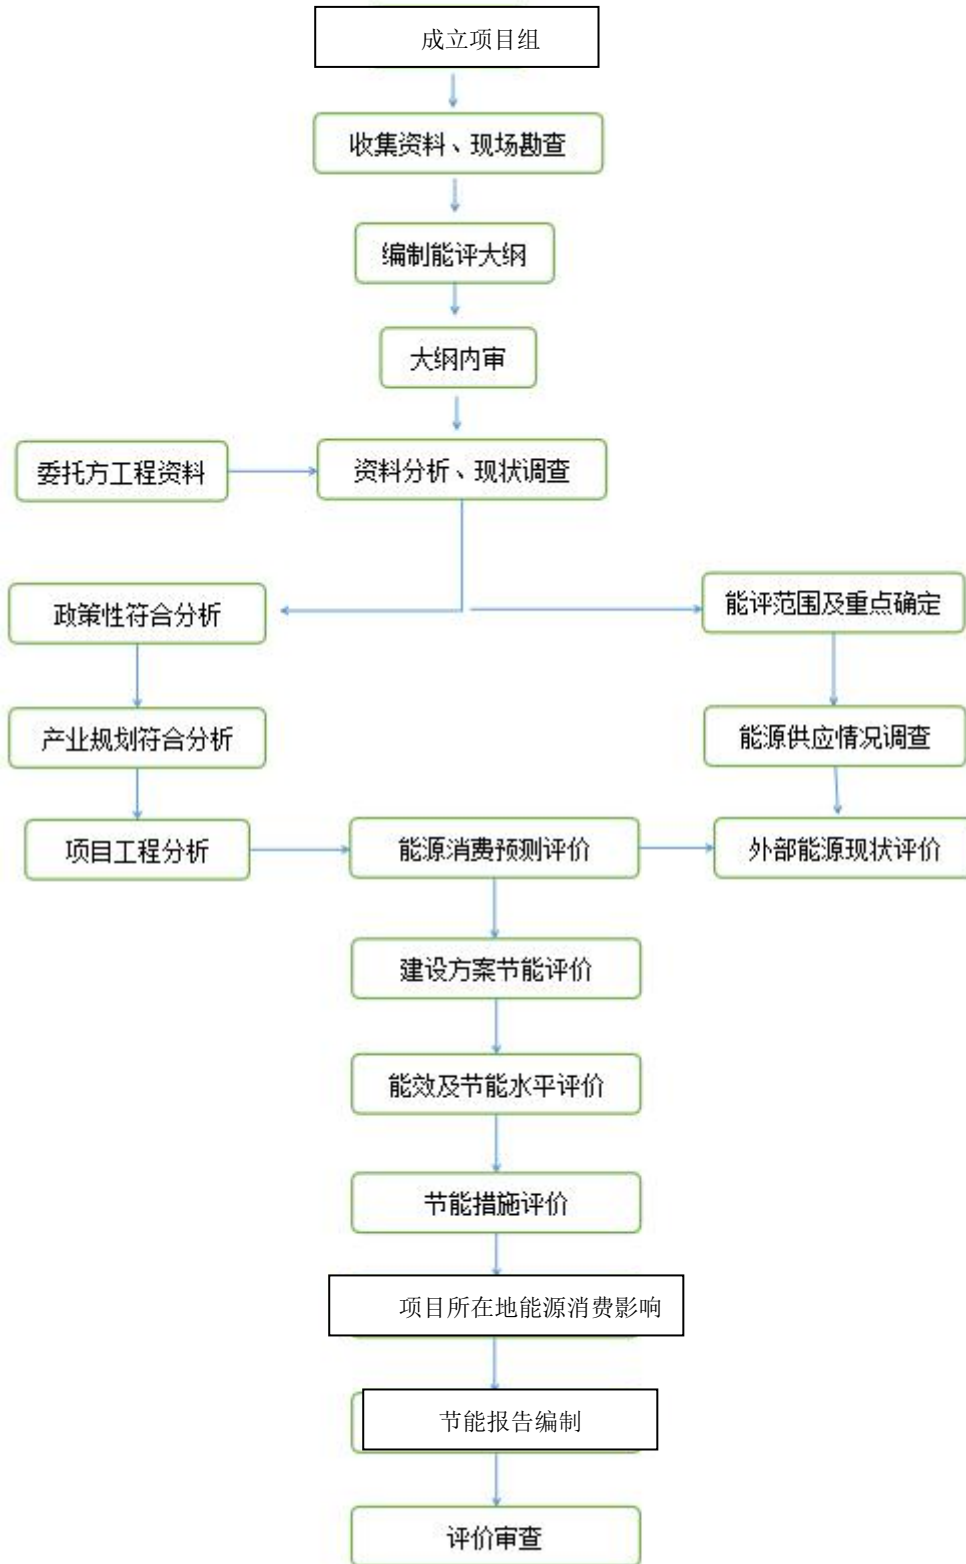 成立项目组
收集资料、现场勘查
编制能评大纲
大纲内审
委托方工程资料
资料分析、现状调查
政策性符合分析
能评范围及重点确定
产业规划符合分析
能源供应情况调查
项目工程分析
能源消费预测评价
外部能源现状评价
建设方案节能评价
能效及节能水平评价
节能措施评价
项目所在地能源消费影响
节能报告编制
评价审查